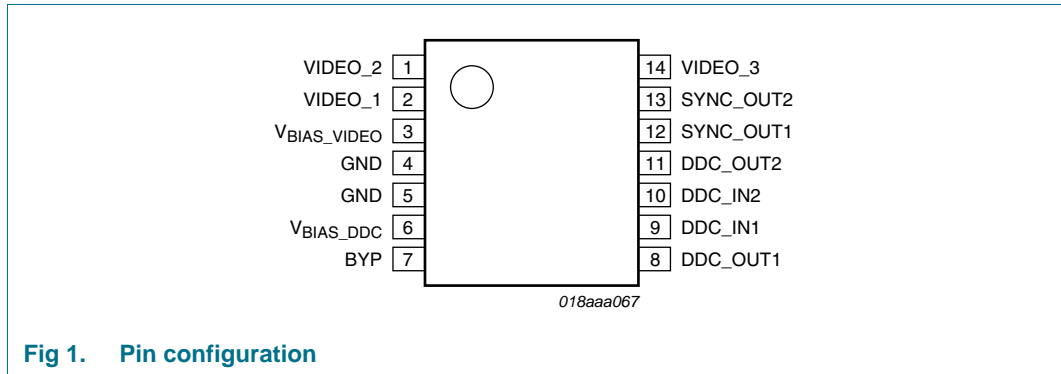 VIDEO_2 1
VIDEO_1 2
VBIAS_VIDEO 3
GND 4
GND 5
VBIAS_DDC 6
BYP 7
14 VIDEO_3
13 SYNC_OUT2
12 SYNC_OUT1
11 DDC_OUT2
10 DDC_IN2
9 DDC_IN1
8 DDC_OUT1
018aaa067
Fig 1. Pin configuration